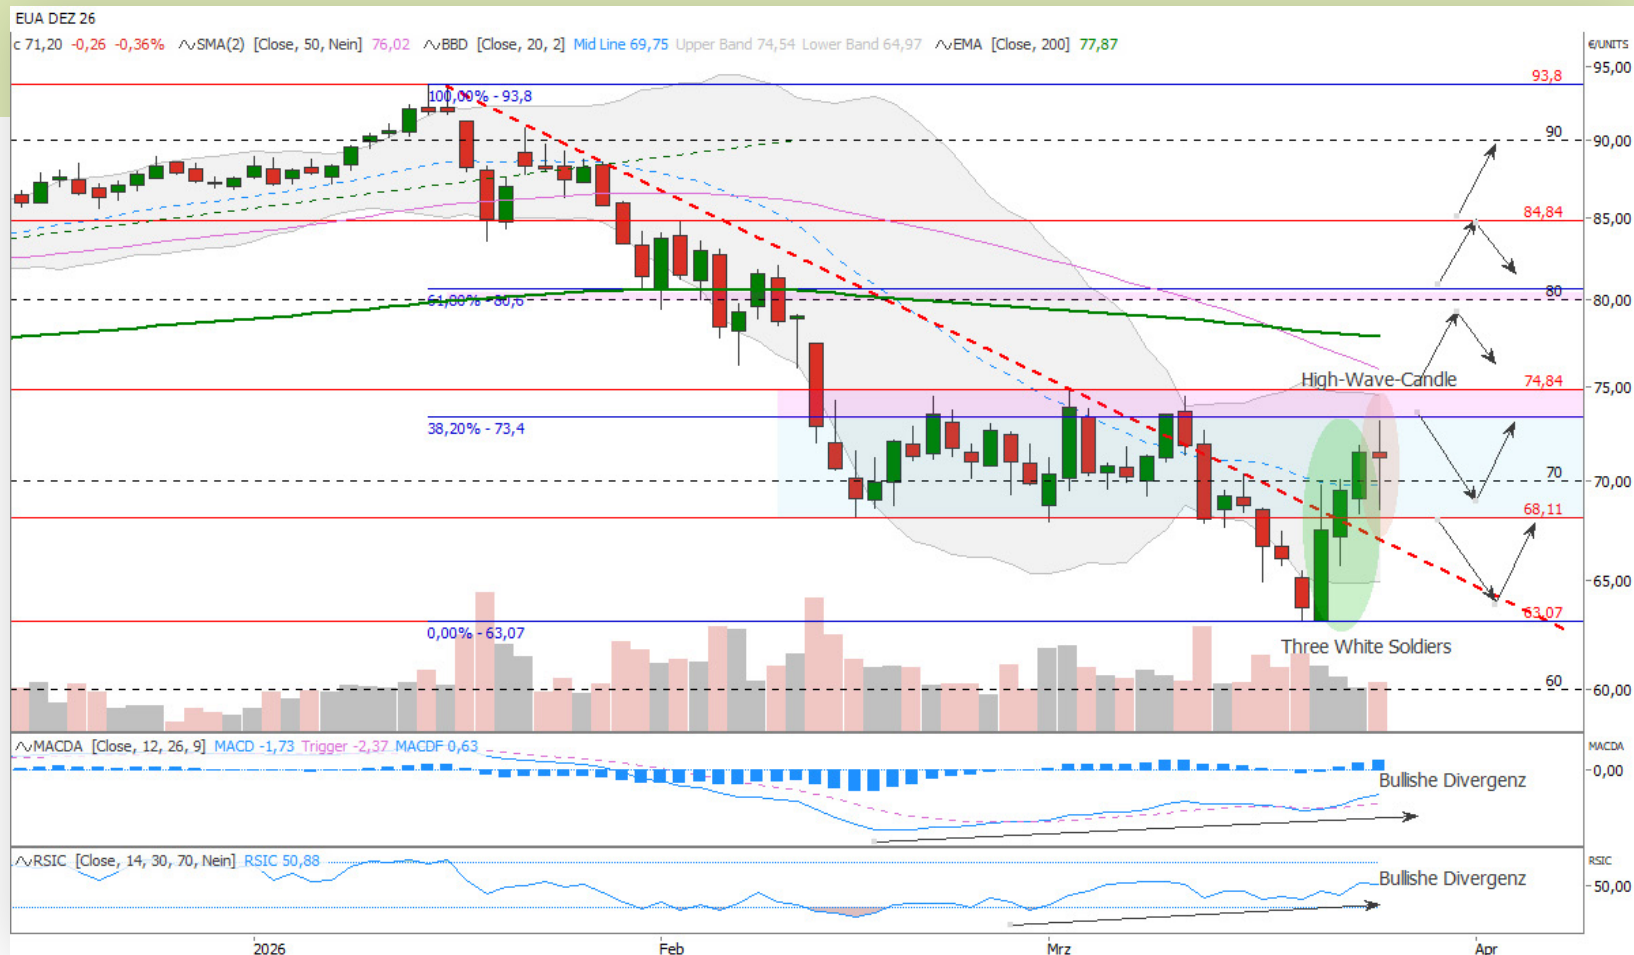 EUA DEZ 26
c 71,20 -0,26 -0,36% SMA(2) [Close, 50, Nein] 76,02 BBD [Close, 20, 2] Mid Line 69,75 Upper Band 74,54 Lower Band 64,97 EMA [Close, 200] 77,87
€/UNITS
95,00
93,8
100,00% - 93,8
90
90,00
84,84
85,00
61,80% - 80,6
80
80,00
High-Wave-Candle
74,84
75,00
38,20% - 73,4
70
70,00
68,11
65,00
63,07
0,00% - 63,07
Three White Soldiers
60
60,00
MACDA [Close, 12, 26, 9] MACD -1,73 Trigger -2,37 MACDF 0,63
MACDA
0,00
Bullishe Divergenz
RSIC [Close, 14, 30, 70, Nein] RSIC 50,88
RSIC
Bullishe Divergenz
50,00
2026 Feb Mrz Apr